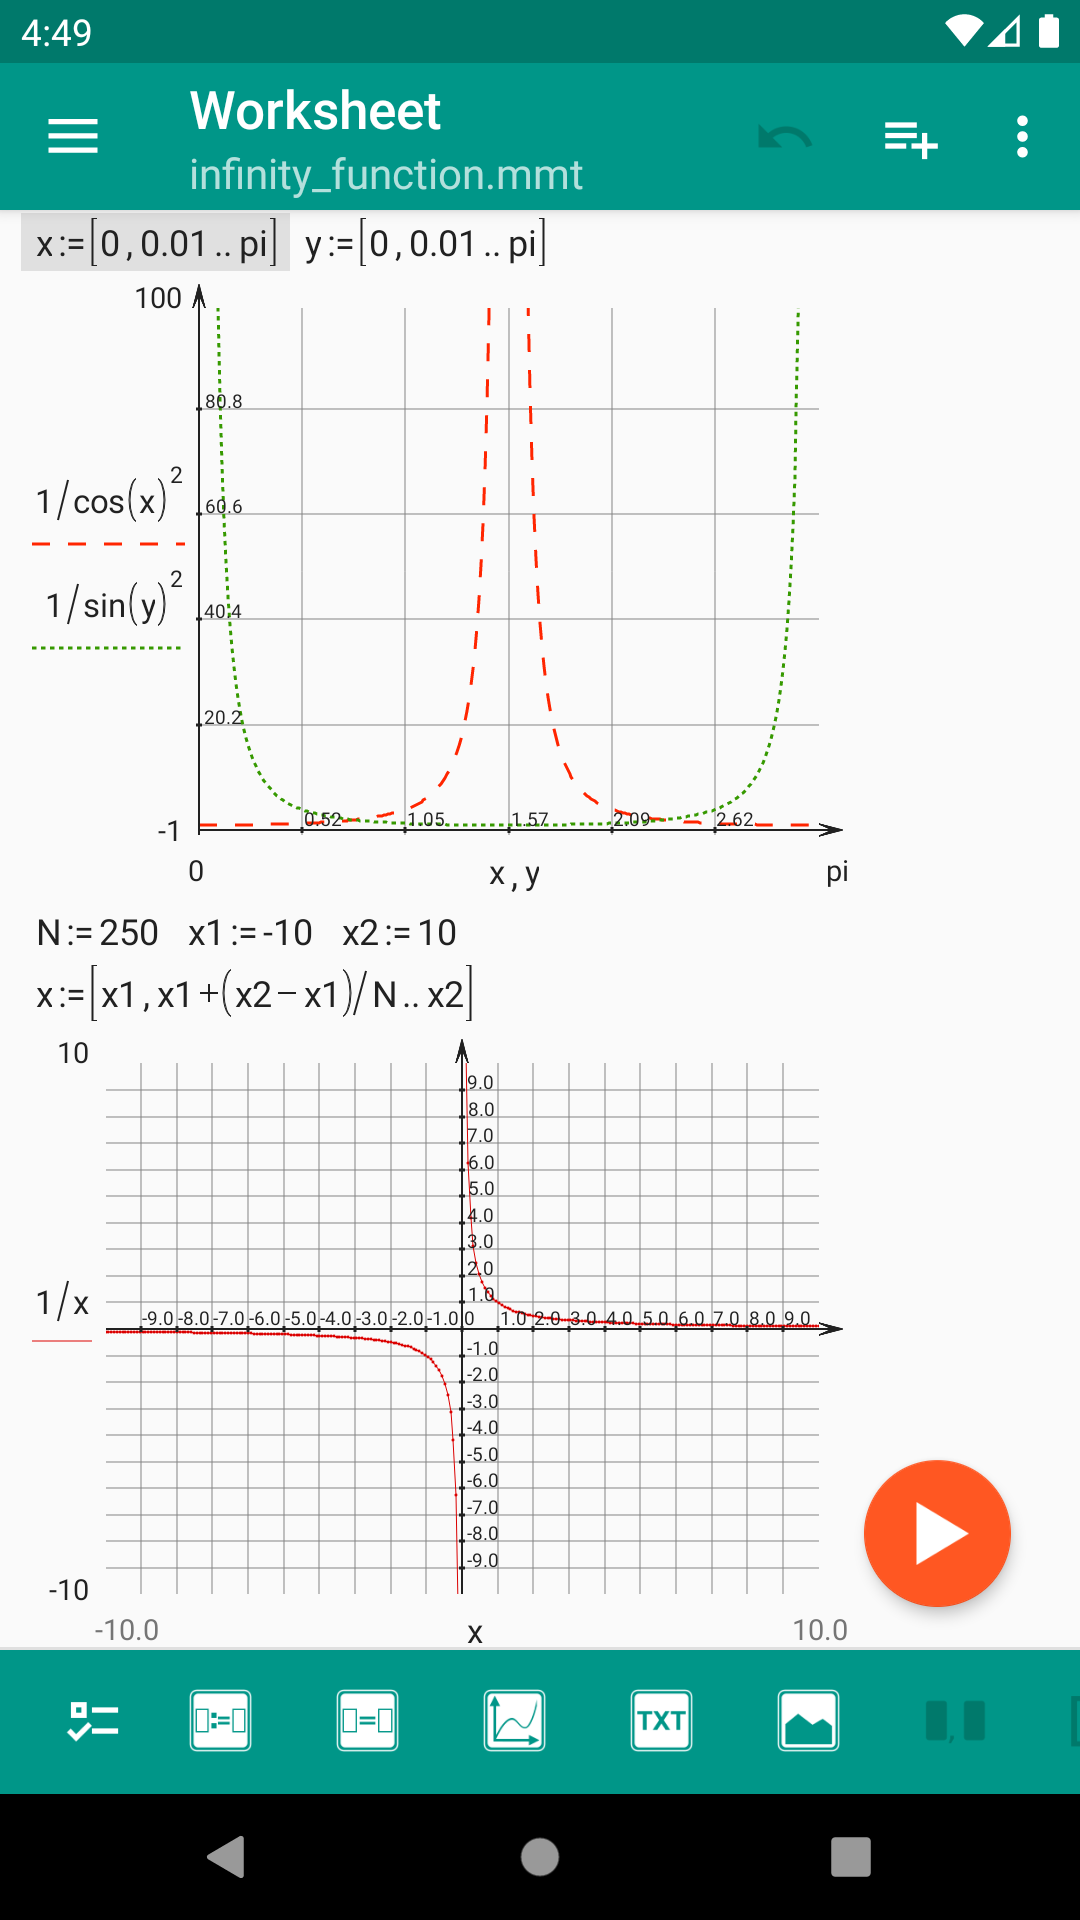 4:49
Worksheet
infinity_function.mmt
x:=[0,0.01..pi] y:=[0,0.01..pi]
100
80.8
1/cos(x)²
60.6
1/sin(y)²
40.4
20.2
-1
0.52 1.05 1.57 2.09 2.62
0 x,y pi
N:=250 x1:=-10 x2:=10
x:=[x1,x1+(x2-x1)/N..x2]
10
9.0
8.0
7.0
6.0
5.0
4.0
3.0
2.0
1.0
1/x
-9.0 -8.0 -7.0 -6.0 -5.0 -4.0 -3.0 -2.0 -1.0 0 1.0 2.0 3.0 4.0 5.0 6.0 7.0 8.0 9.0
-1.0
-2.0
-3.0
-4.0
-5.0
-6.0
-7.0
-8.0
-9.0
-10
-10.0 x 10.0
:= = TXT ,